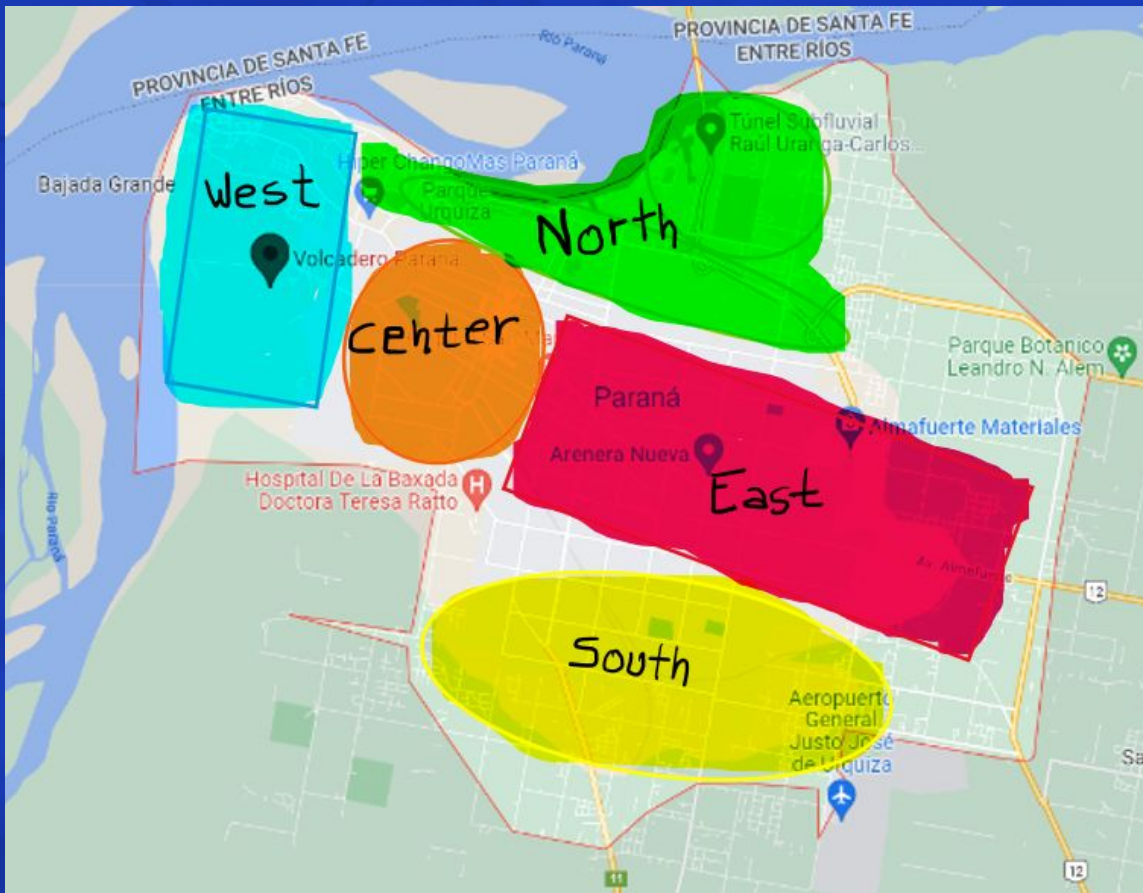 PROVINCIA DE SANTA FE
ENTRE RÍOS
Río Paraná
PROVINCIA DE SANTA FE
ENTRE RÍOS
Túnel Subfluvial
Raúl Uranga-Carlos...
Hiper ChangoMas Paraná
Parque
Urquiza
Bajada Grande
West
North
Volcadero Paraná
Center
Parque Botanico
Leandro N. Alem
Paraná
Almafuerte Materiales
Arenera Nueva
Hospital De La Baxada
Doctora Teresa Ratto
East
Río Paraná
Av. Almafuerte
12
South
Aeropuerto
General
Justo José
de Urquiza
Sa
11
12